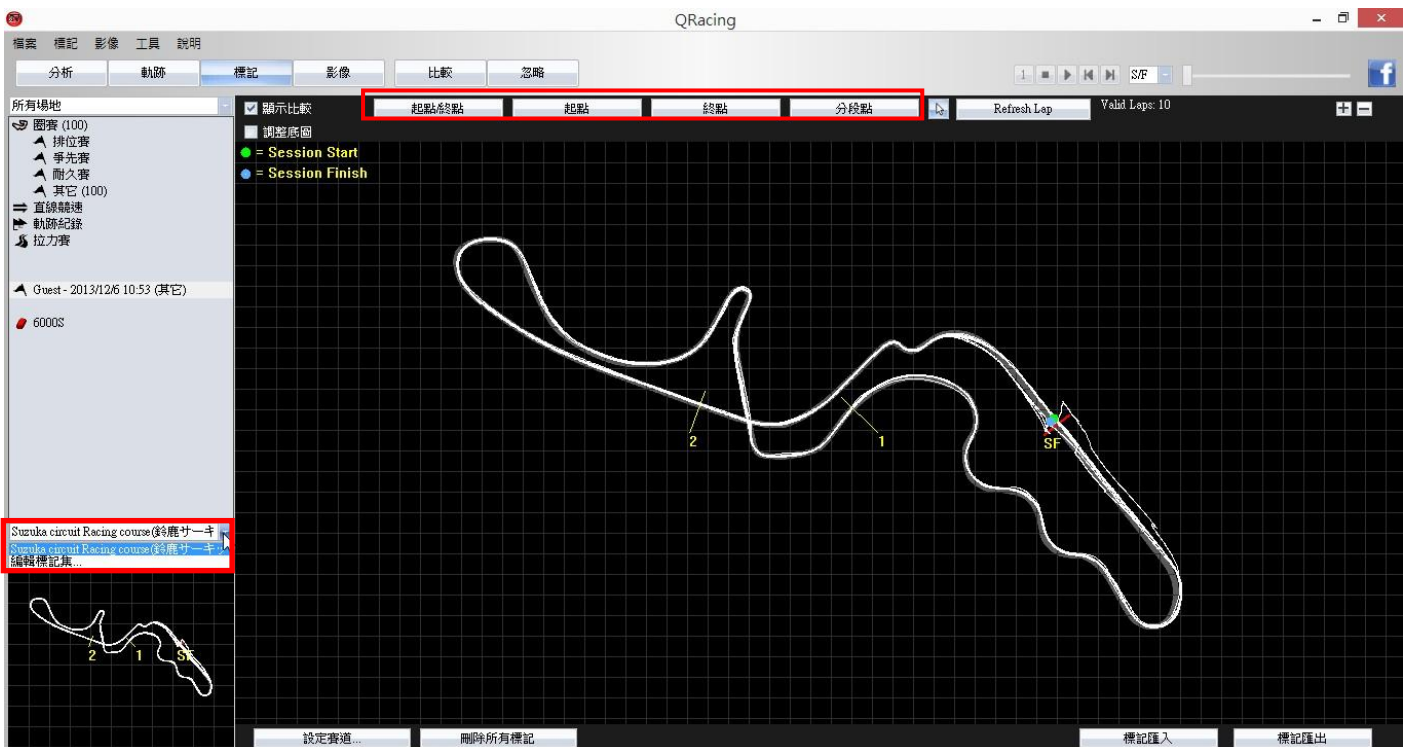 QRacing
檔案 標記 影像 工具 說明
分析 軌跡 標記 影像 比較 忽略 1 S/F f
所有場地
圈賽 (100)
排位賽
爭先賽
耐久賽
其它 (100)
直線競速
軌跡紀錄
拉力賽
Guest - 2013/12/6 10:53 (其它)
6000S
Suzuka circuit Racing course(鈴鹿サーキ
Suzuka circuit Racing course(鈴鹿サーキッ
編輯標記集...
2 1 SF
顯示比較 起點/終點 起點 終點 分段點 Refresh Lap Valid Laps: 10
調整底圖
= Session Start
= Session Finish
2 1 SF
設定賽道... 刪除所有標記 標記匯入 標記匯出